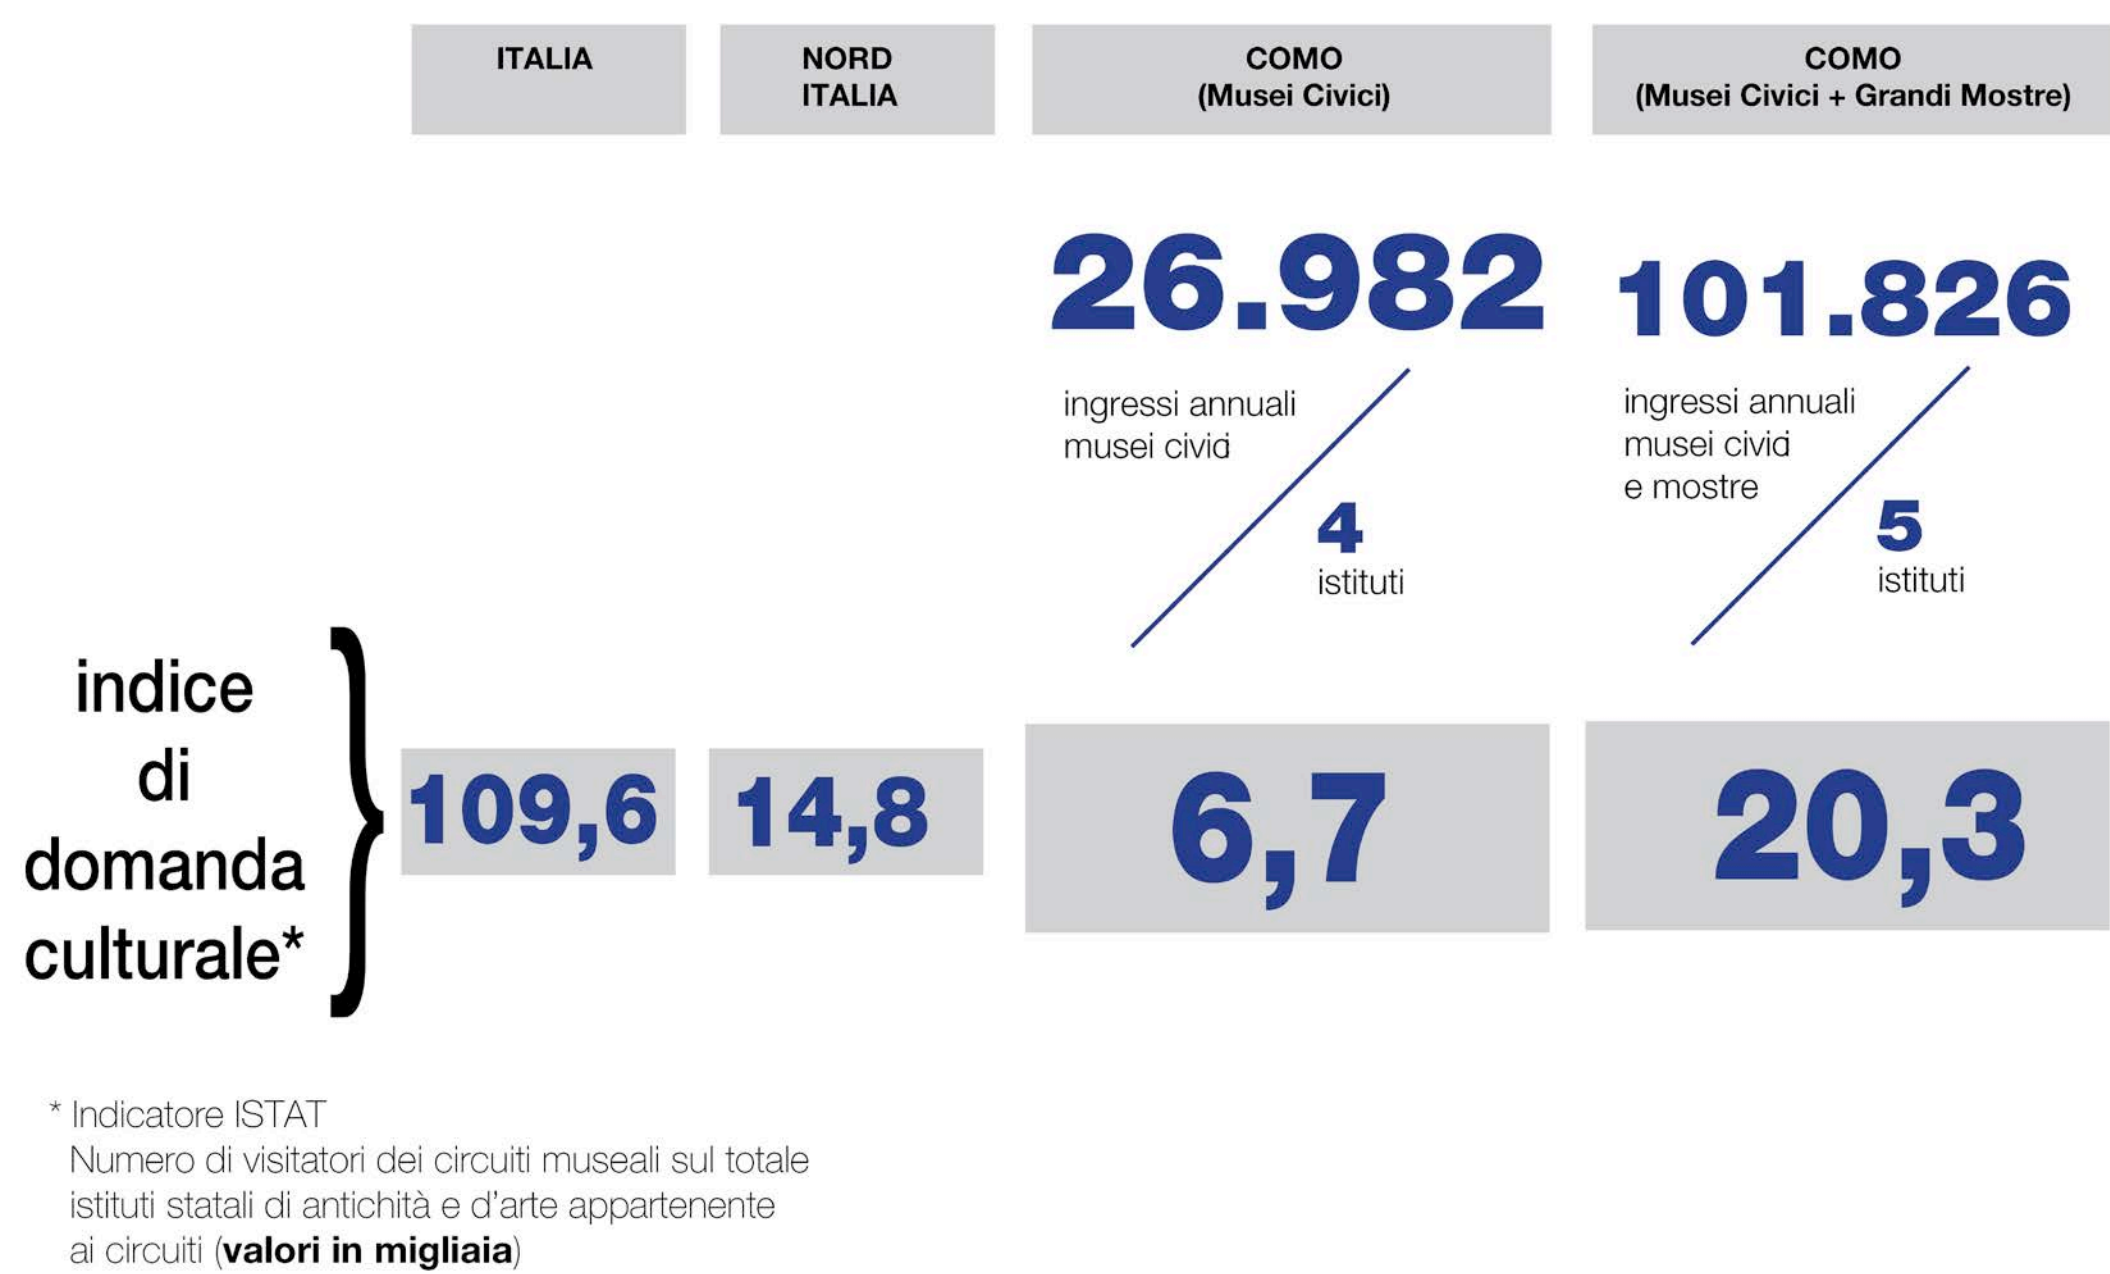 ITALIA
NORD
ITALIA
COMO
(Musei Civici)
COMO
(Musei Civici + Grandi Mostre)
26.982
ingressi annuali
musei civici
4
istituti
101.826
ingressi annuali
musei civici
e mostre
5
istituti
indice
di
domanda
culturale*
109,6
14,8
6,7
20,3
* Indicatore ISTAT
Numero di visitatori dei circuiti museali sul totale
istituti statali di antichità e d'arte appartenente
ai circuiti (valori in migliaia)